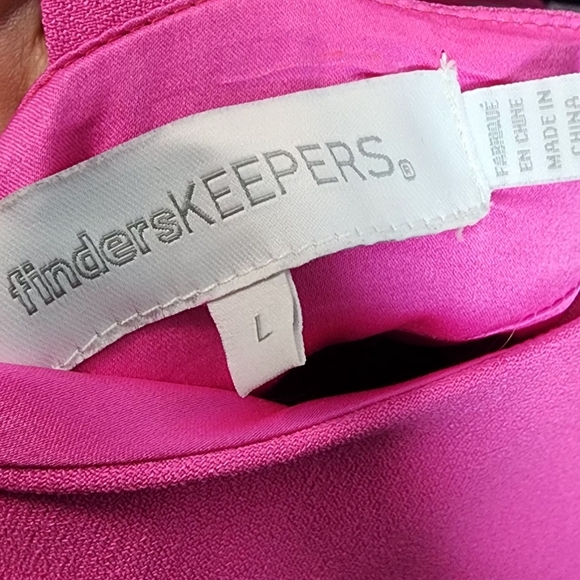 findersKEEPERS®
L
FABRIQUÉ
EN CHINE
MADE IN
CHINA